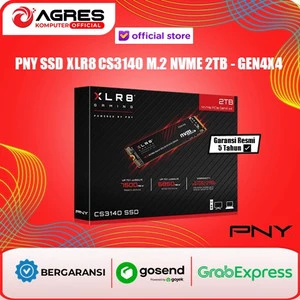 AGRES
KOMPUTER OFFICIAL
official store
PNY SSD XLR8 CS3140 M.2 NVME 2TB - GEN4X4
XLR8
GAMING
2TB
Garansi Resmi
5 Tahun
CS3140 SSD
PNY
BERGARANSI
gosend
GrabExpress